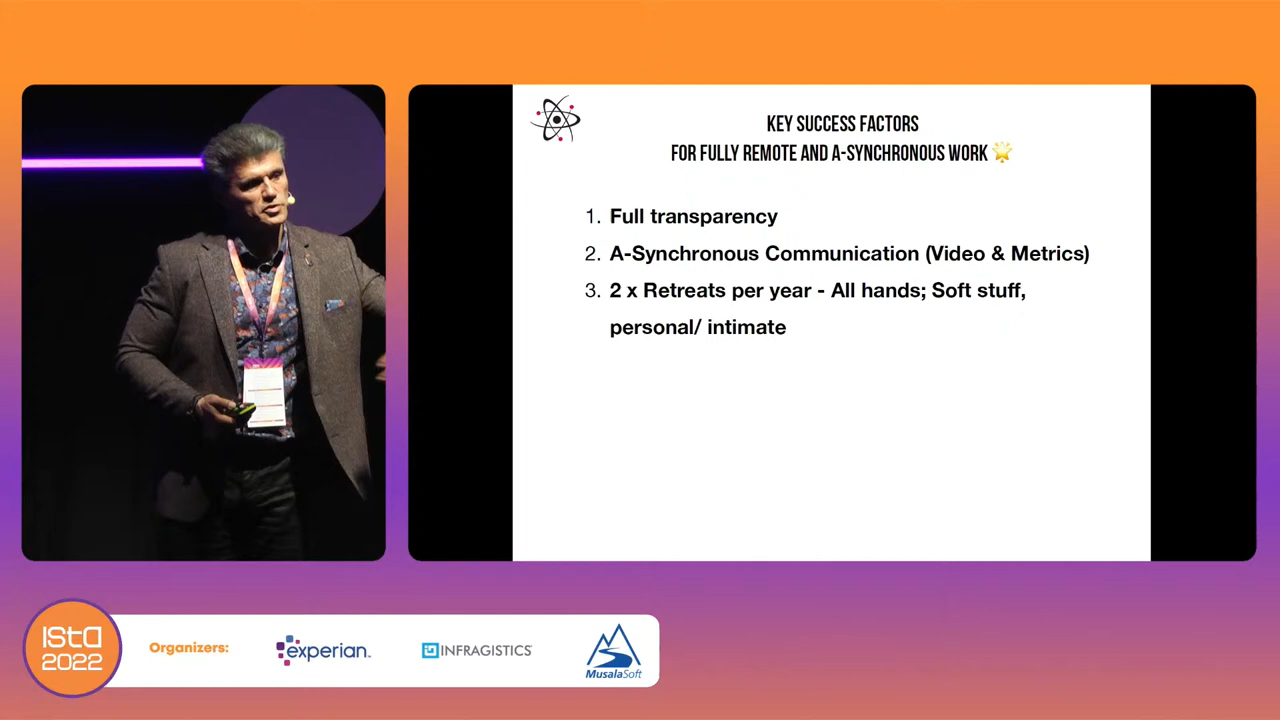 KEY SUCCESS FACTORS
FOR FULLY REMOTE AND A-SYNCHRONOUS WORK
1. Full transparency
2. A-Synchronous Communication (Video & Metrics)
3. 2 x Retreats per year - All hands; Soft stuff,
personal/ intimate
ISTA
2022
Organizers:
experian.
INFRAGISTICS
MusalaSoft